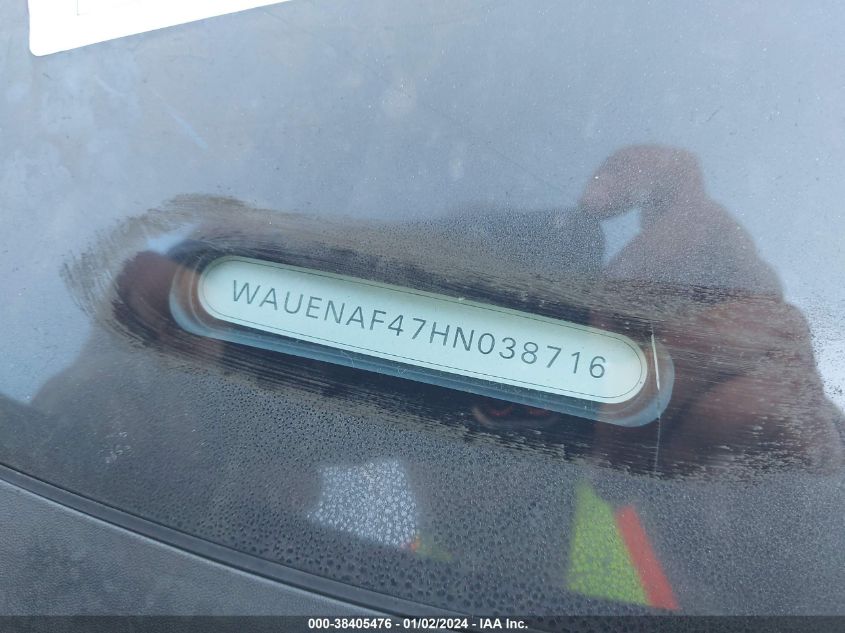 WAUENAF47HN038716
000-38405476 - 01/02/2024 - IAA Inc.